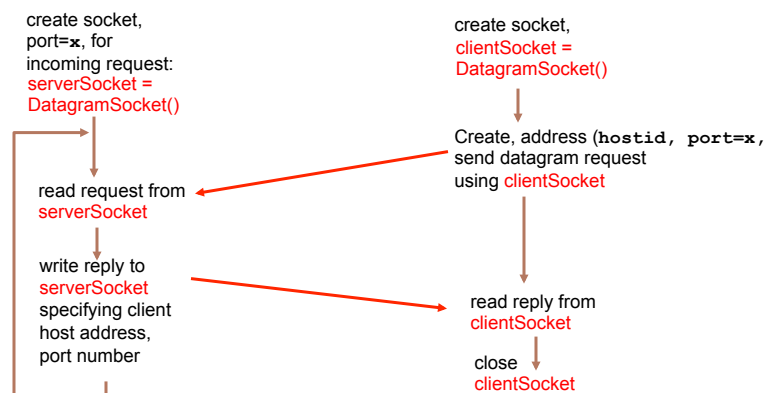 create socket,
port=x, for
incoming request:
serverSocket =
DatagramSocket()
read request from
serverSocket
write reply to
serverSocket
specifying client
host address,
port number
create socket,
clientSocket =
DatagramSocket()
Create, address (hostid, port=x,
send datagram request
using clientSocket
read reply from
clientSocket
close
clientSocket